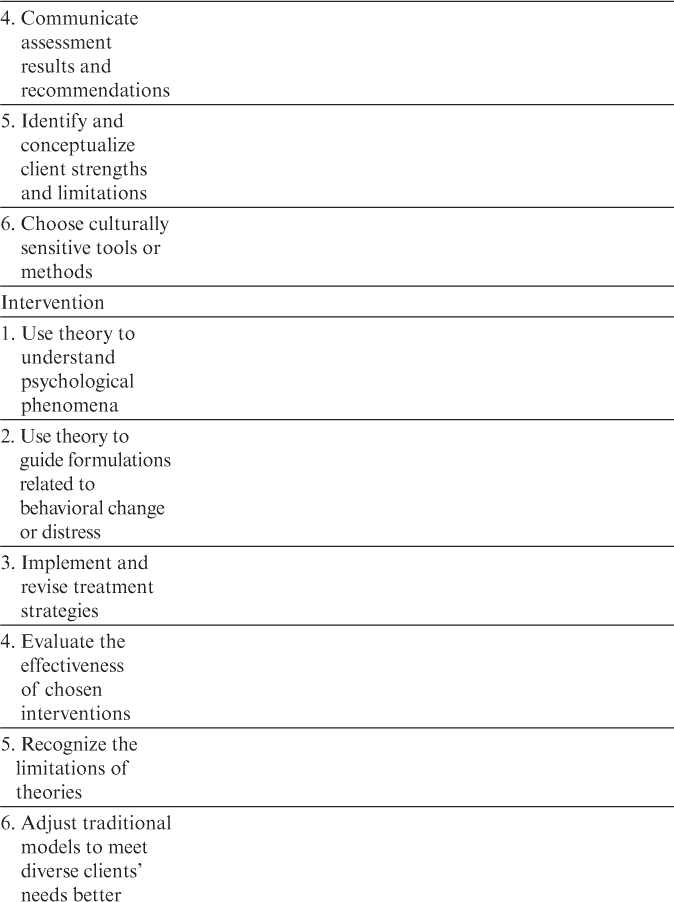 4. Communicate
assessment
results and
recommendations
5. Identify and
conceptualize
client strengths
and limitations
6. Choose culturally
sensitive tools or
methods
Intervention
1. Use theory to
understand
psychological
phenomena
2. Use theory to
guide formulations
related to
behavioral change
or distress
3. Implement and
revise treatment
strategies
4. Evaluate the
effectiveness
of chosen
interventions
5. Recognize the
limitations of
theories
6. Adjust traditional
models to meet
diverse clients’
needs better